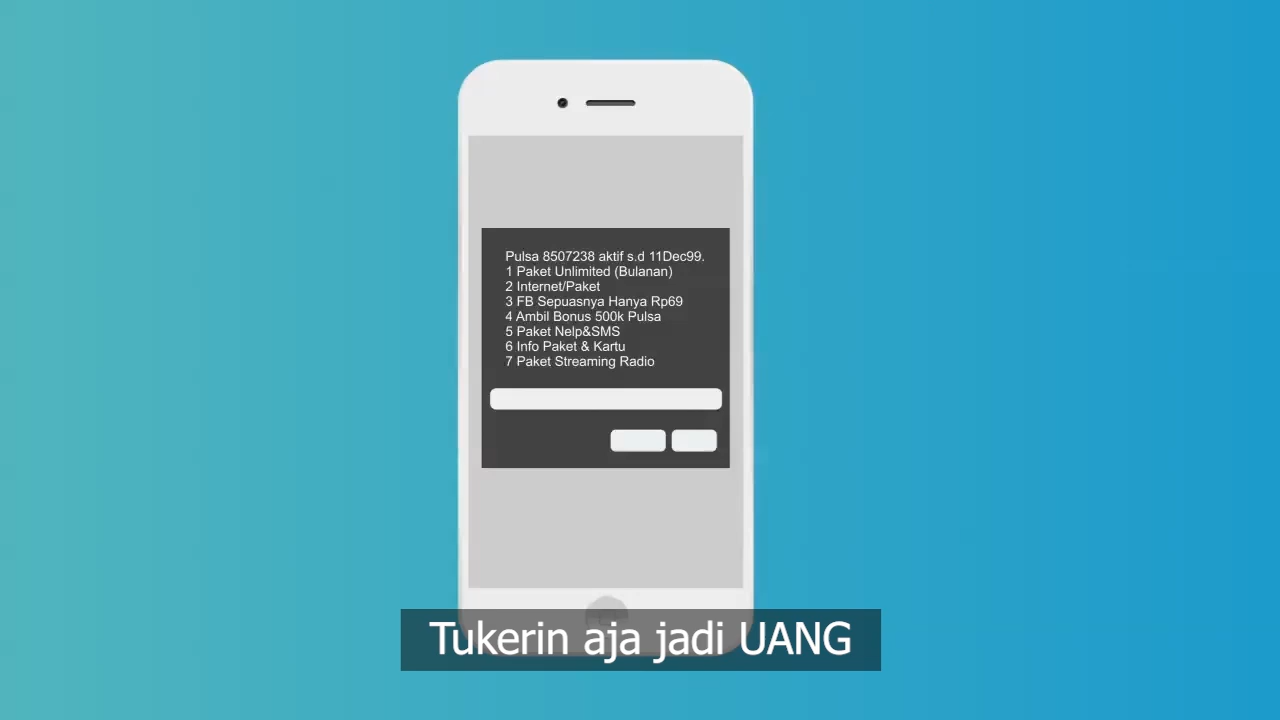 Pulsa 8507238 aktif s.d 11Dec99.
1 Paket Unlimited (Bulanan)
2 Internet/Paket
3 FB Sepuasnya Hanya Rp69
4 Ambil Bonus 500k Pulsa
5 Paket Nelp&SMS
6 Info Paket & Kartu
7 Paket Streaming Radio
Tukerin aja jadi UANG